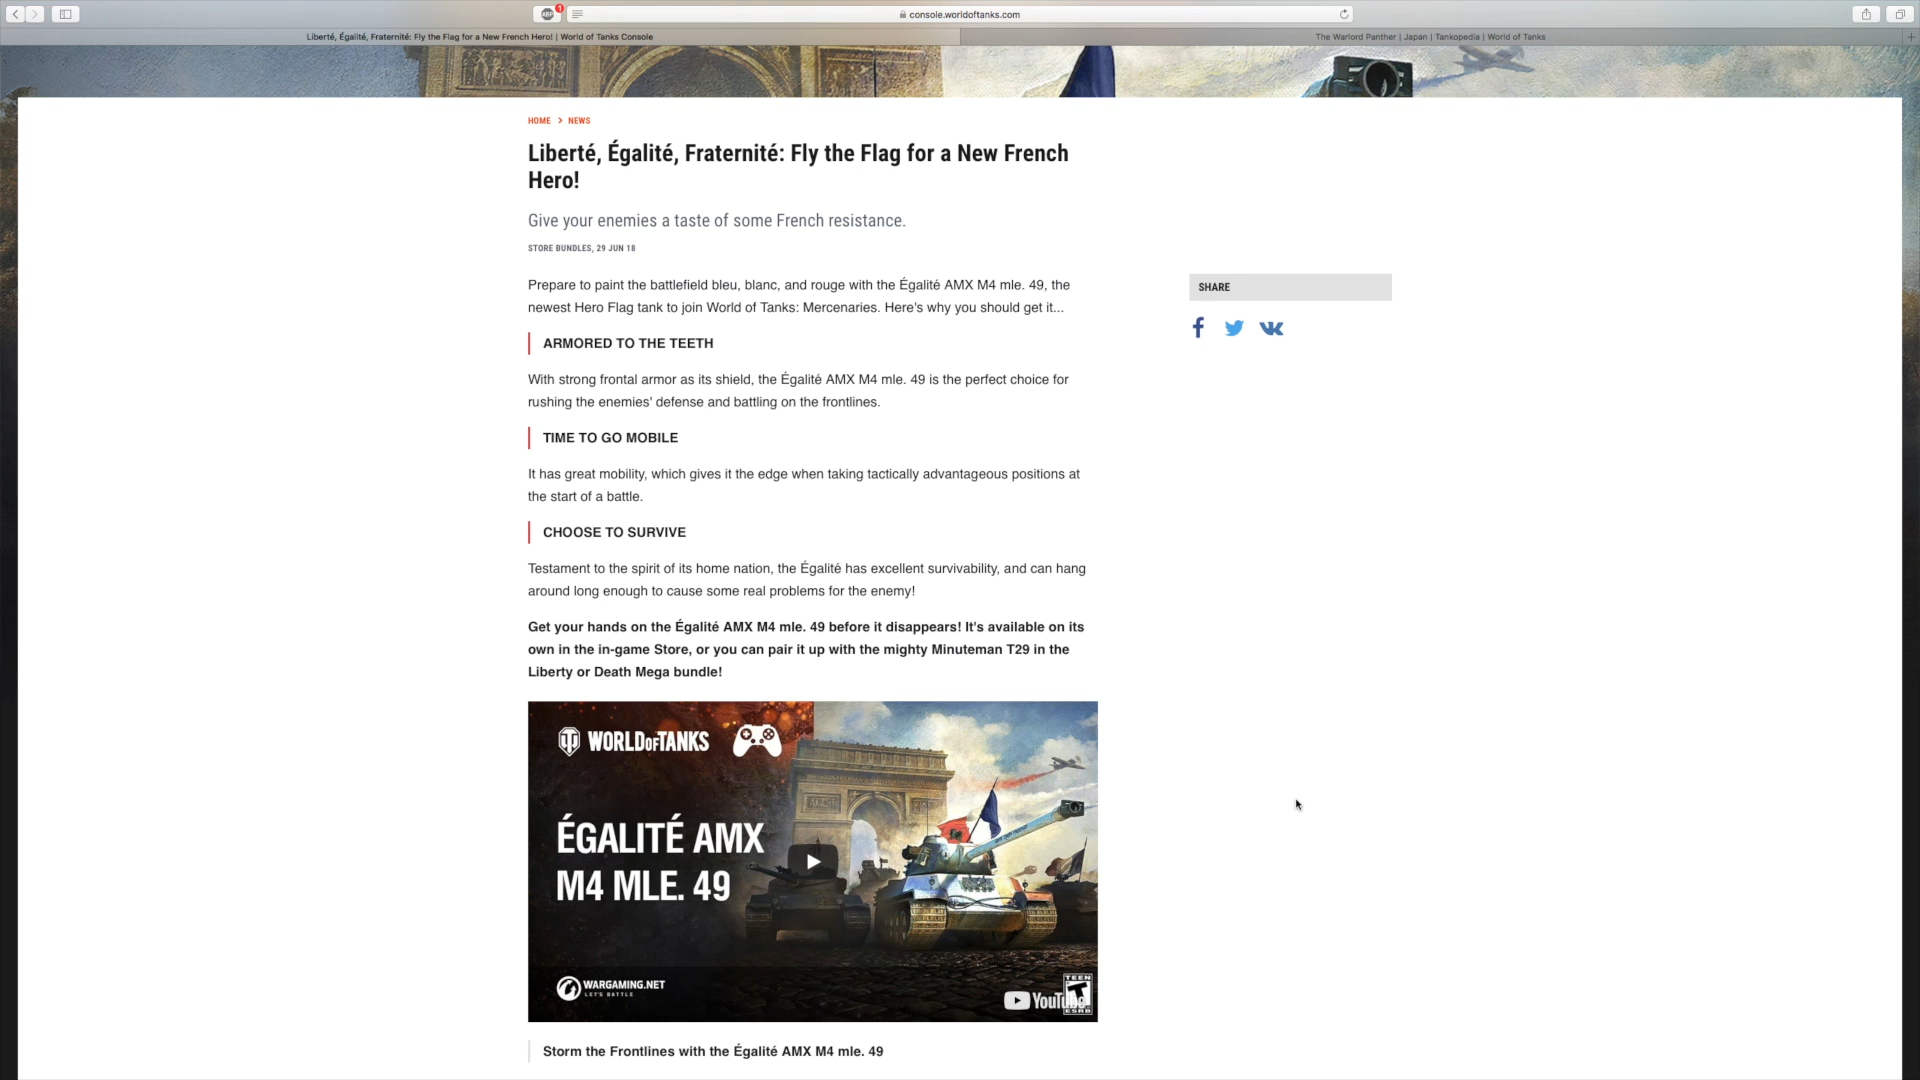 ABP
1
console.worldoftanks.com
Liberté, Égalité, Fraternité: Fly the Flag for a New French Hero! | World of Tanks Console
The Warlord Panther | Japan | Tankopedia | World of Tanks
HOME > NEWS
Liberté, Égalité, Fraternité: Fly the Flag for a New French
Hero!
Give your enemies a taste of some French resistance.
STORE BUNDLES, 29 JUN 18
Prepare to paint the battlefield bleu, blanc, and rouge with the Égalité AMX M4 mle. 49, the
newest Hero Flag tank to join World of Tanks: Mercenaries. Here's why you should get it...
SHARE
ARMORED TO THE TEETH
With strong frontal armor as its shield, the Égalité AMX M4 mle. 49 is the perfect choice for
rushing the enemies' defense and battling on the frontlines.
TIME TO GO MOBILE
It has great mobility, which gives it the edge when taking tactically advantageous positions at
the start of a battle.
CHOOSE TO SURVIVE
Testament to the spirit of its home nation, the Égalité has excellent survivability, and can hang
around long enough to cause some real problems for the enemy!
Get your hands on the Égalité AMX M4 mle. 49 before it disappears! It's available on its
own in the in-game Store, or you can pair it up with the mighty Minuteman T29 in the
Liberty or Death Mega bundle!
WORLD OF TANKS
ÉGALITÉ AMX
M4 MLE. 49
WARGAMING.NET
LET'S BATTLE
YouTube
TEEN
T
ESRB
Storm the Frontlines with the Égalité AMX M4 mle. 49